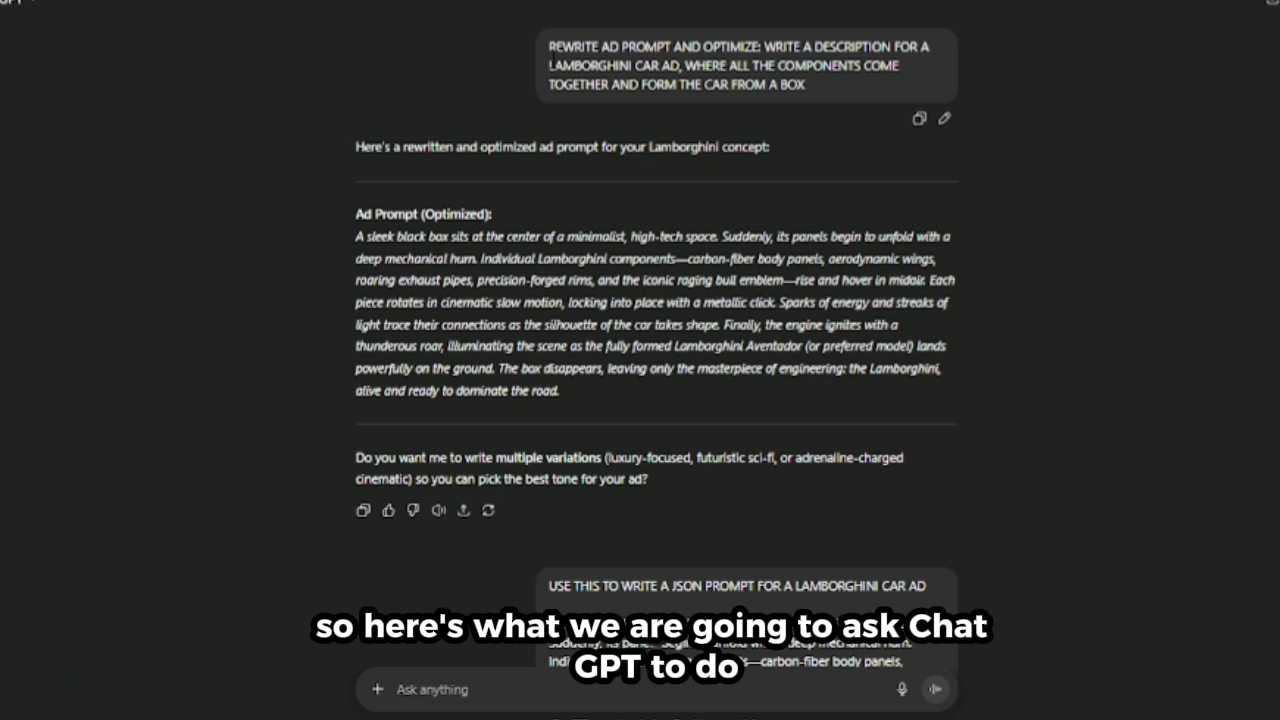 REWRITE AD PROMPT AND OPTIMIZE: WRITE A DESCRIPTION FOR A
LAMBORGHINI CAR AD, WHERE ALL THE COMPONENTS COME
TOGETHER AND FORM THE CAR FROM A BOX
Here's a rewritten and optimized ad prompt for your Lamborghini concept:
Ad Prompt (Optimized):
A sleek black box sits at the center of a minimalist, high-tech space. Suddenly, its panels begin to unfold with a
deep mechanical hum. Individual Lamborghini components—carbon-fiber body panels, aerodynamic wings,
roaring exhaust pipes, precision-forged rims, and the iconic raging bull emblem—rise and hover in midair. Each
piece rotates in cinematic slow motion, locking into place with a metallic click. Sparks of energy and streaks of
light trace their connections as the silhouette of the car takes shape. Finally, the engine ignites with a
thunderous roar, illuminating the scene as the fully formed Lamborghini Aventador (or preferred model) lands
powerfully on the ground. The box disappears, leaving only the masterpiece of engineering: the Lamborghini,
alive and ready to dominate the road.
Do you want me to write multiple variations (luxury-focused, futuristic sci-fi, or adrenaline-charged
cinematic) so you can pick the best tone for your ad?
USE THIS TO WRITE A JSON PROMPT FOR A LAMBORGHINI CAR AD
so here's what we are going to ask Chat
GPT to do
—carbon-fiber body panels,
Ask anything